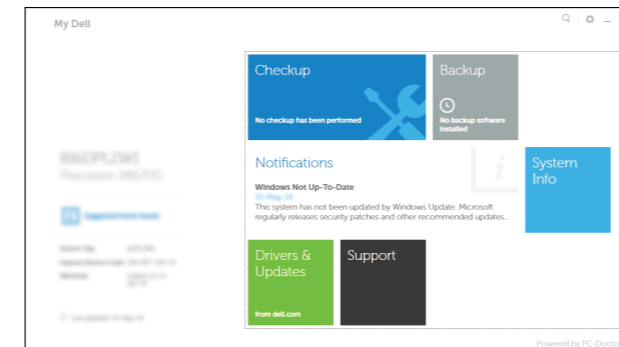 My Dell
Checkup
No checkup has been performed
Backup
No backup software
installed
Precision M6700
Notifications
Windows Not Up-To-Date
This system has not been updated by Windows Update. Microsoft
regularly releases security patches and other recommended updates...
System
Info
Drivers &
Updates
from dell.com
Support
Powered by PC-Doctor